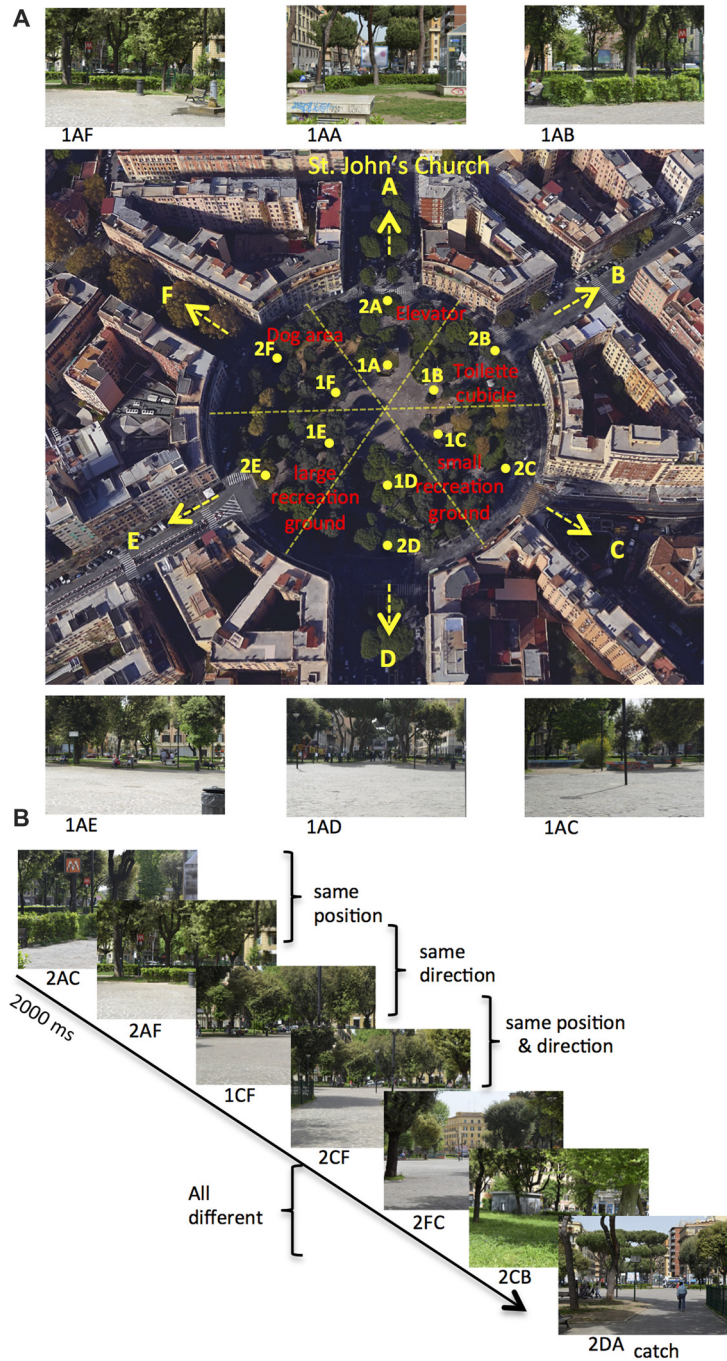 A
1AF
1AA
1AB
St. John's Church
A
B
F
2A
Elevator
2B
Dog area
2F
1A
Toilette
cubicle
1F
1B
1E
1C
2E
large
recreation
ground
1D
small
recreation
ground
2C
2D
E
C
D
1AE
1AD
1AC
B
same
position
same
direction
2AC
2000 ms
2AF
same position
& direction
1CF
2CF
All
different
2FC
2CB
2DA catch